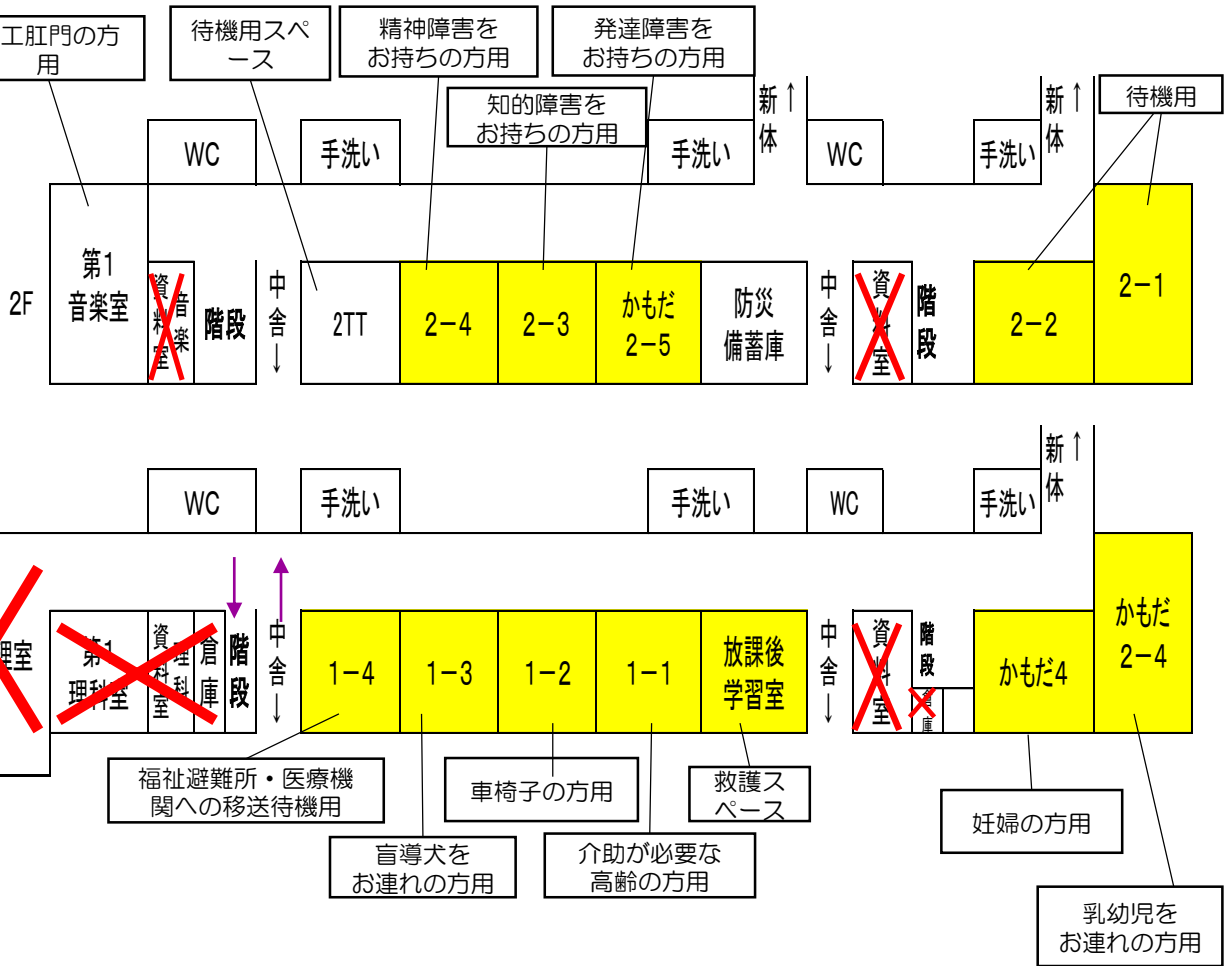 工肛門の方
用
待機用スペ
ース
精神障害を
お持ちの方用
発達障害を
お持ちの方用
知的障害を
お持ちの方用
待機用
新
体
↑
新
体
↑
WC
手洗い
手洗い
WC
手洗い
2F
第1
音楽室
音楽
資料室
階段
中舎↓
2TT
2-4
2-3
かもだ
2-5
防災
備蓄庫
中舎↓
資料室
階段
2-2
2-1
新
体
↑
WC
手洗い
手洗い
WC
手洗い
理室
第1
理科室
理科
資料室
倉庫
階段
中舎↓
1-4
1-3
1-2
1-1
放課後
学習室
中舎↓
資料室
階段
倉庫
かもだ4
かもだ
2-4
福祉避難所・医療機
関への移送待機用
車椅子の方用
救護ス
ペース
妊婦の方用
盲導犬を
お連れの方用
介助が必要な
高齢の方用
乳幼児を
お連れの方用